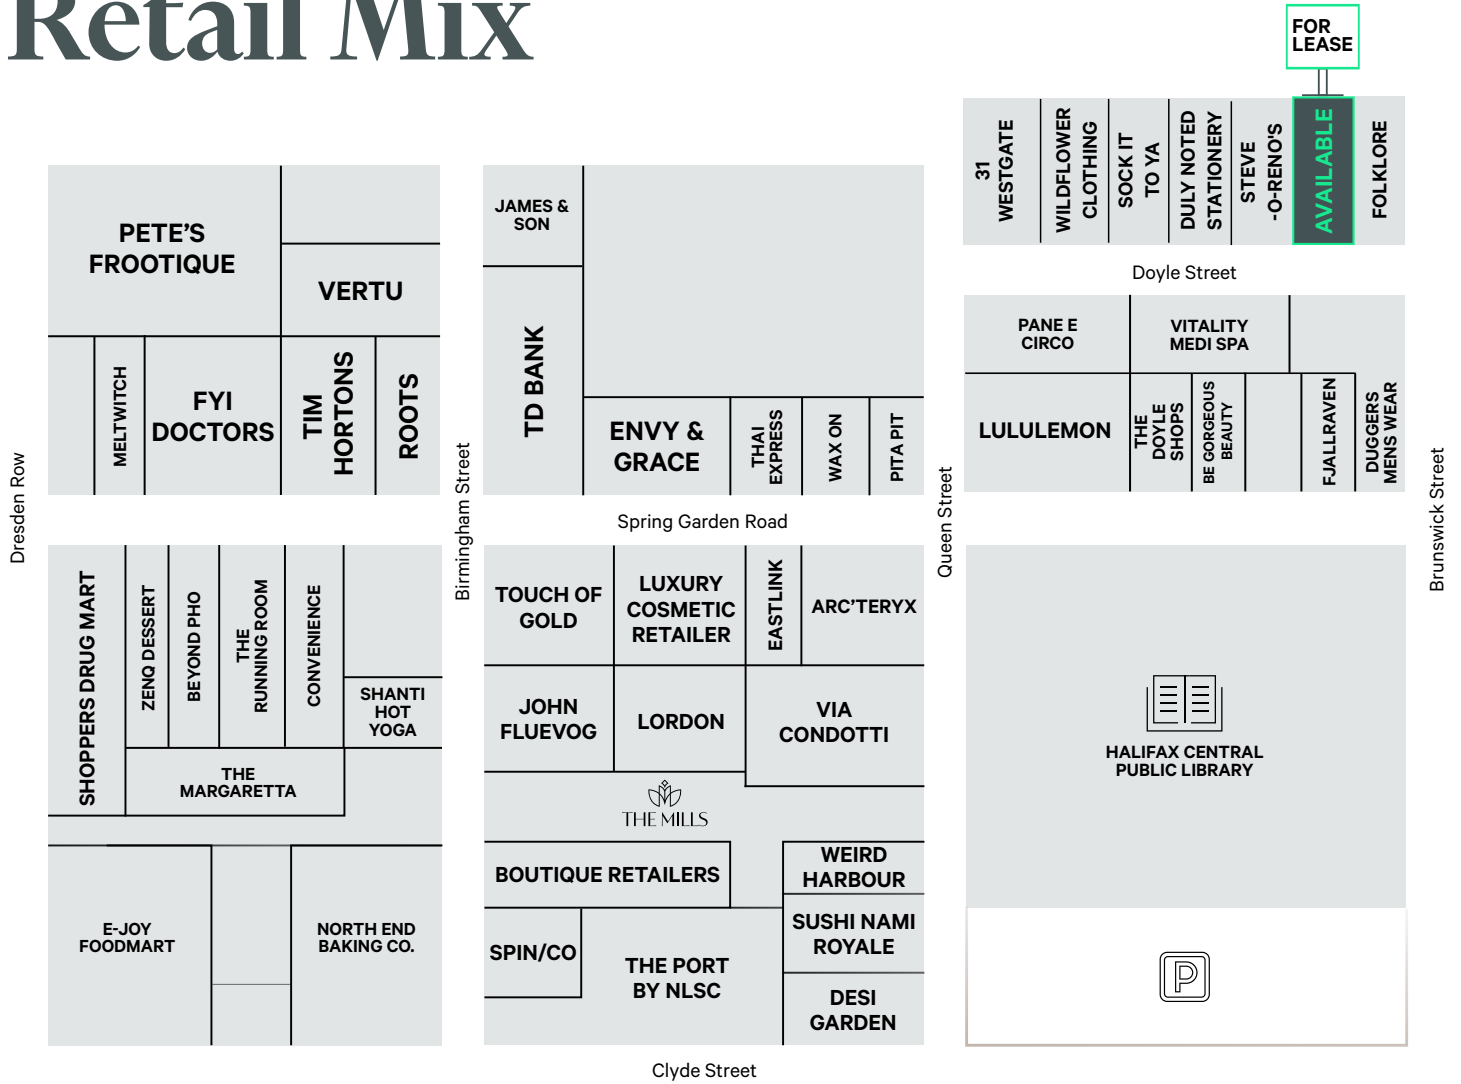 Retail Mix
FOR
LEASE
31
WESTGATE
WILDFLOWER
CLOTHING
SOCK IT
TO YA
DULY NOTED
STATIONERY
STEVE
-O-RENO'S
AVAILABLE
FOLKLORE
Doyle Street
PETE'S
FROOTIQUE
VERTU
MELTWITCH
FYI
DOCTORS
TIM
HORTONS
ROOTS
JAMES &
SON
TD BANK
ENVY &
GRACE
THAI
EXPRESS
WAX ON
PITA PIT
PANE E
CIRCO
VITALITY
MEDI SPA
LULULEMON
THE
DOYLE
SHOPS
BE GORGEOUS
BEAUTY
FJALLRAVEN
DUGGERS
MENS WEAR
Dresden Row
Birmingham Street
Spring Garden Road
Queen Street
Brunswick Street
SHOPPERS DRUG MART
ZENQ DESSERT
BEYOND PHO
THE
RUNNING ROOM
CONVENIENCE
SHANTI
HOT
YOGA
THE
MARGARETTA
E-JOY
FOODMART
NORTH END
BAKING CO.
TOUCH OF
GOLD
LUXURY
COSMETIC
RETAILER
EASTLINK
ARC'TERYX
JOHN
FLUEVOG
LORDON
VIA
CONDOTTI
THE MILLS
BOUTIQUE RETAILERS
WEIRD
HARBOUR
SPIN/CO
THE PORT
BY NLSC
SUSHI NAMI
ROYALE
DESI
GARDEN
HALIFAX CENTRAL
PUBLIC LIBRARY
P
Clyde Street